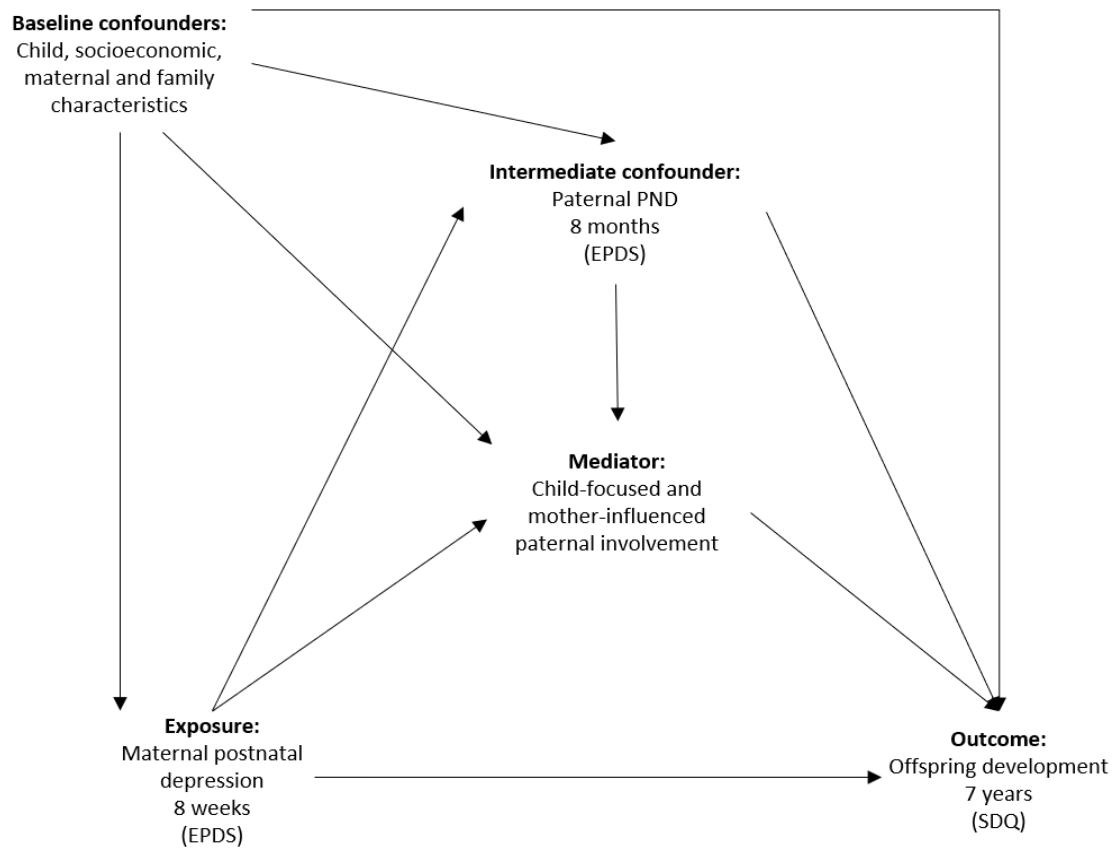 Baseline confounders:
Child, socioeconomic,
maternal and family
characteristics
Intermediate confounder:
Paternal PND
8 months
(EPDS)
Mediator:
Child-focused and
mother-influenced
paternal involvement
Exposure:
Maternal postnatal
depression
8 weeks
(EPDS)
Outcome:
Offspring development
7 years
(SDQ)